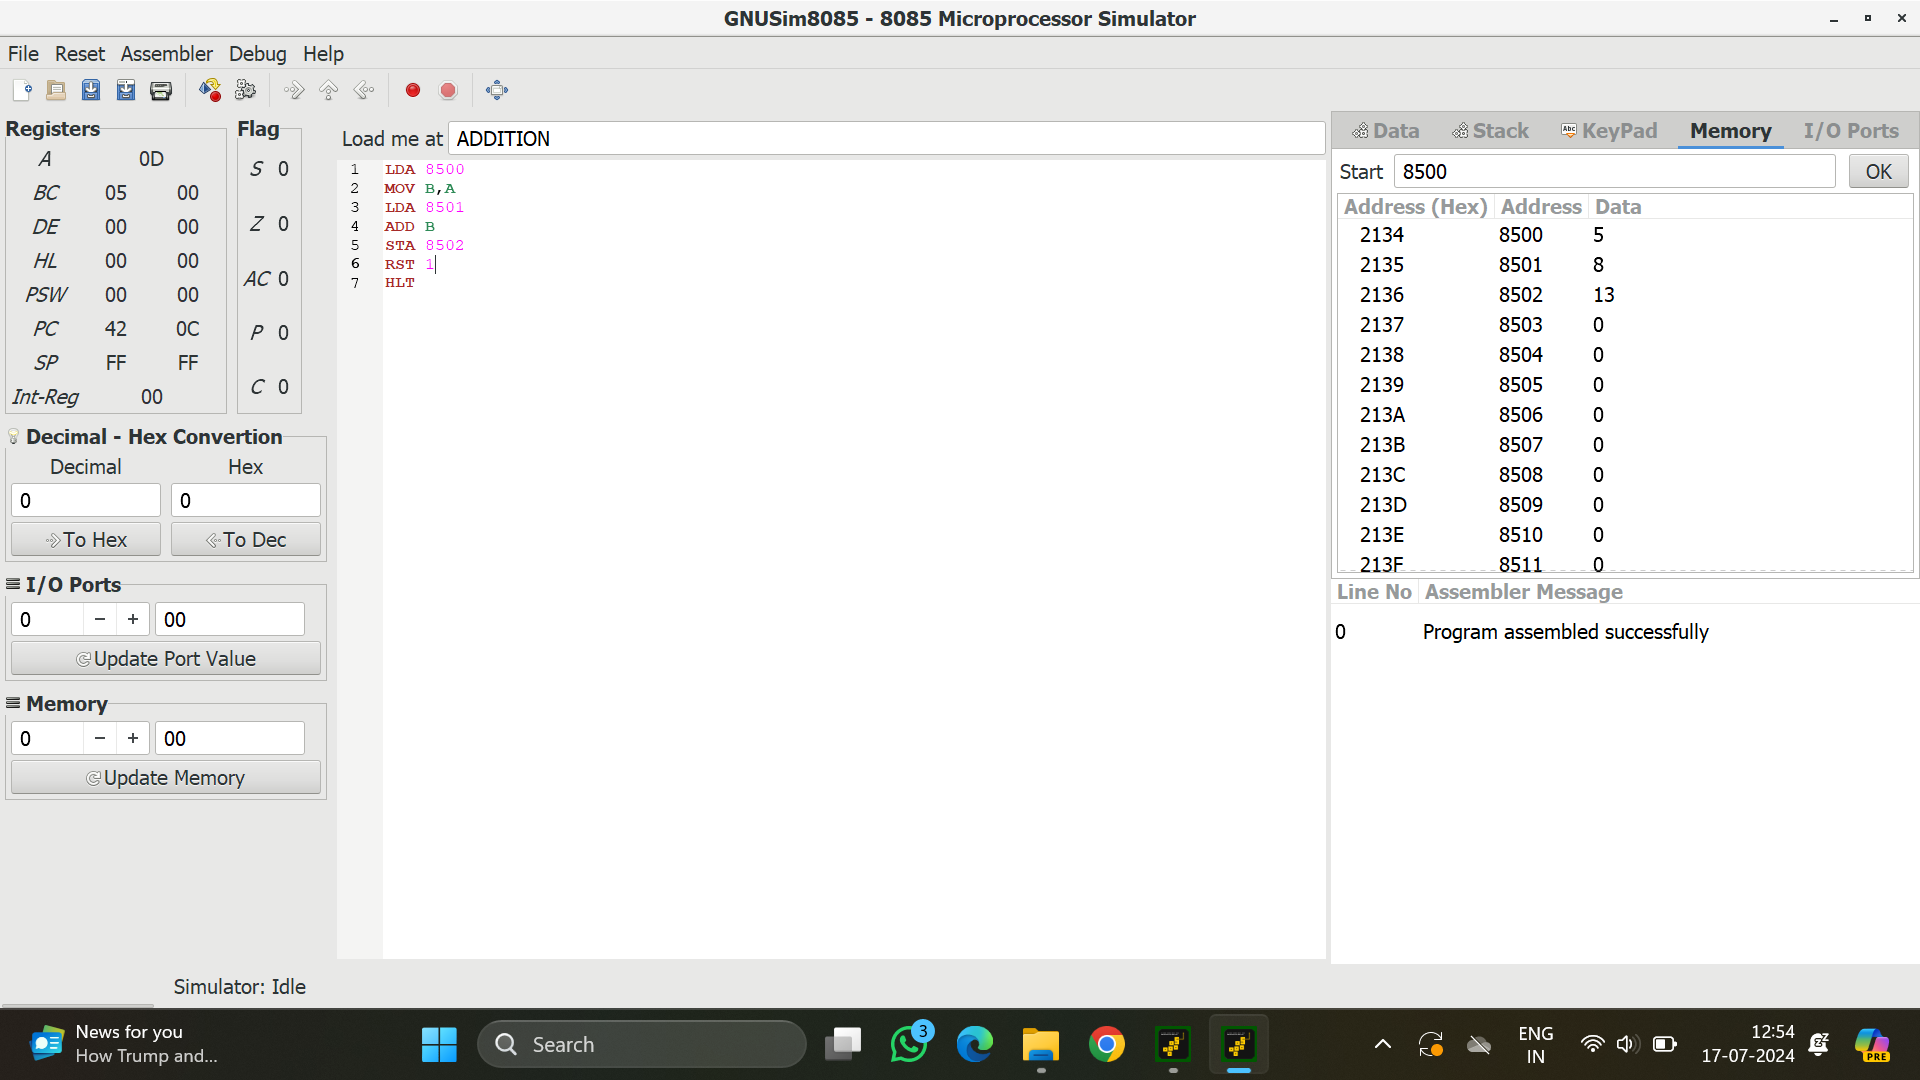 GNUSim8085 - 8085 Microprocessor Simulator
File Reset Assembler Debug Help
Registers
A 0D
BC 05 00
DE 00 00
HL 00 00
PSW 00 00
PC 42 0C
SP FF FF
Int-Reg 00
Flag
S 0
Z 0
AC 0
P 0
C 0
Decimal - Hex Convertion
Decimal Hex
0 0
To Hex To Dec
I/O Ports
0 − + 00
Update Port Value
Memory
0 − + 00
Update Memory
Simulator: Idle
Load me at ADDITION
1 LDA 8500
2 MOV B,A
3 LDA 8501
4 ADD B
5 STA 8502
6 RST 1
7 HLT
Data Stack Abc KeyPad Memory I/O Ports
Start 8500 OK
Address (Hex) Address Data
2134 8500 5
2135 8501 8
2136 8502 13
2137 8503 0
2138 8504 0
2139 8505 0
213A 8506 0
213B 8507 0
213C 8508 0
213D 8509 0
213E 8510 0
213F 8511 0
Line No Assembler Message
0 Program assembled successfully
News for you
How Trump and...
Search
3
ENG
IN
12:54
17-07-2024
PRE